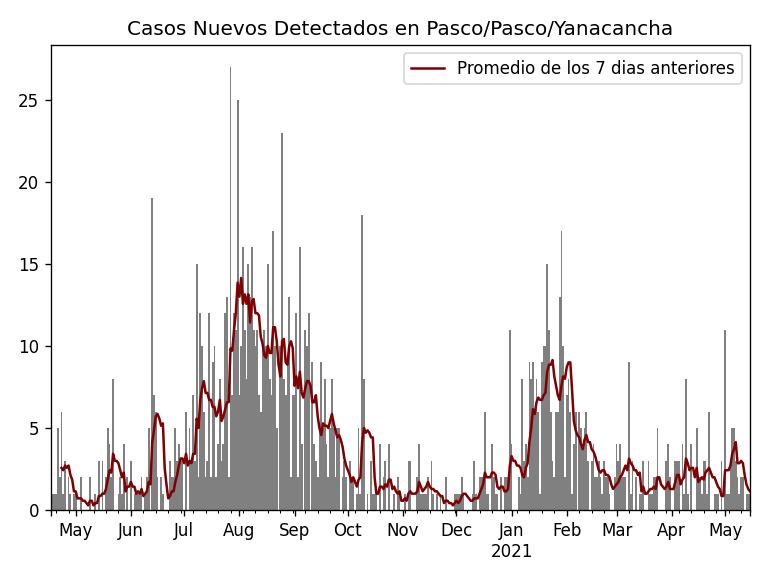 Casos Nuevos Detectados en Pasco/Pasco/Yanacancha
Promedio de los 7 dias anteriores
25
20
15
10
5
0
May Jun Jul Aug Sep Oct Nov Dec Jan Feb Mar Apr May
2021